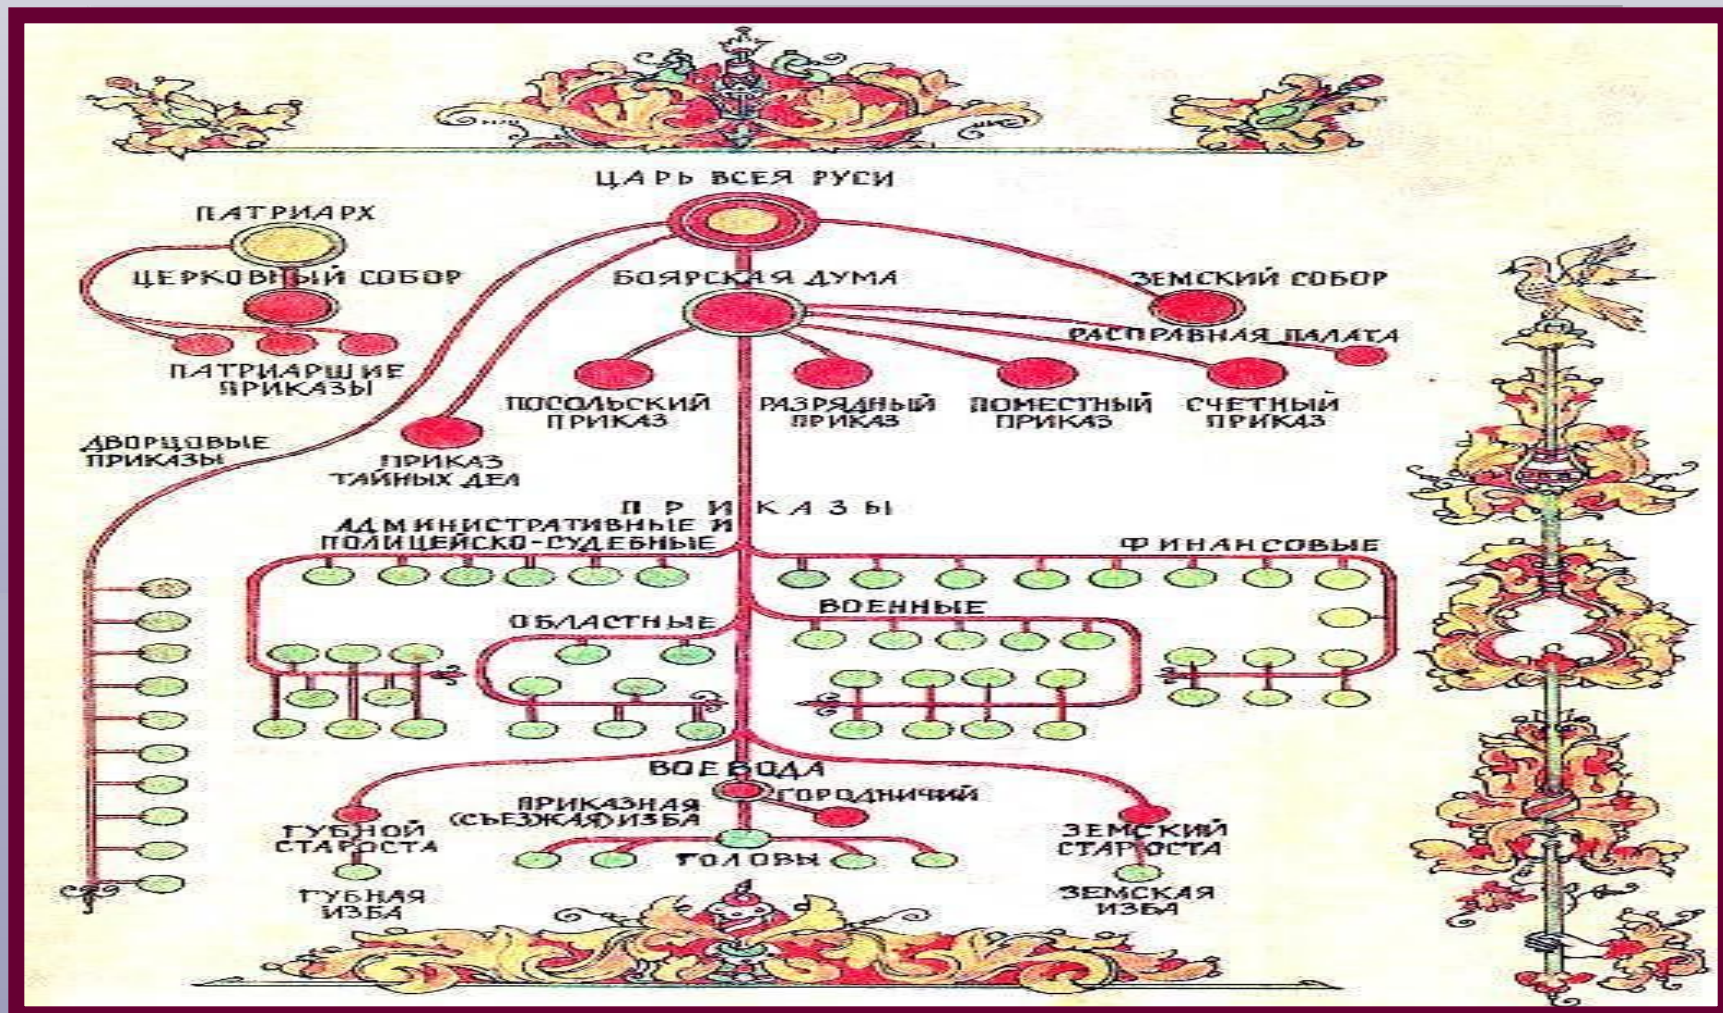 ЦАРЬ ВСЕЯ РУСИ
ПАТРИАРХ
ЦЕРКОВНЫЙ СОБОР
БОЯРСКАЯ ДУМА
ЗЕМСКИЙ СОБОР
РАСПРАВНАЯ ПАЛАТА
ПАТРИАРШИЕ
ПРИКАЗЫ
ПОСОЛЬСКИЙ
ПРИКАЗ
РАЗРЯДНЫЙ
ПРИКАЗ
ПОМЕСТНЫЙ
ПРИКАЗ
СЧЕТНЫЙ
ПРИКАЗ
ДВОРЦОВЫЕ
ПРИКАЗЫ
ПРИКАЗ
ТАЙНЫХ ДЕЛ
ПРИКАЗЫ
АДМИНИСТРАТИВНЫЕ И
ПОЛИЦЕЙСКО-СУДЕБНЫЕ
ФИНАНСОВЫЕ
ОБЛАСТНЫЕ
ВОЕННЫЕ
ВОЕВОДА
ГОРОДНИЧИЙ
ПРИКАЗНАЯ
(СЪЕЗЖАЯ) ИЗБА
ГУБНОЙ
СТАРОСТА
ГОЛОВЫ
ЗЕМСКИЙ
СТАРОСТА
ГУБНАЯ
ИЗБА
ЗЕМСКАЯ
ИЗБА